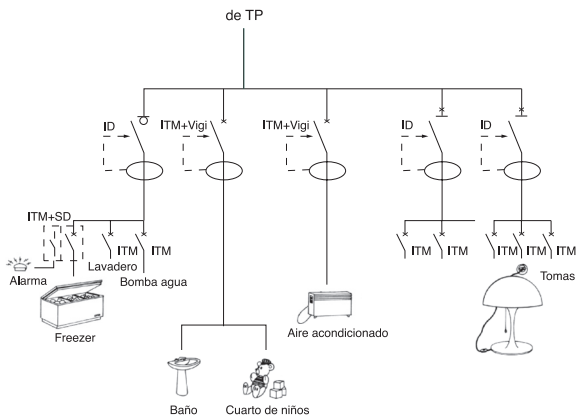 de TP
ID
ITM+Vigi
ITM+Vigi
ID
ID
ITM+SD
ITM
ITM
ITM
ITM
ITM
ITM
ITM
Lavadero
Alarma
Bomba agua
Tomas
Freezer
Aire acondicionado
Baño
Cuarto de niños